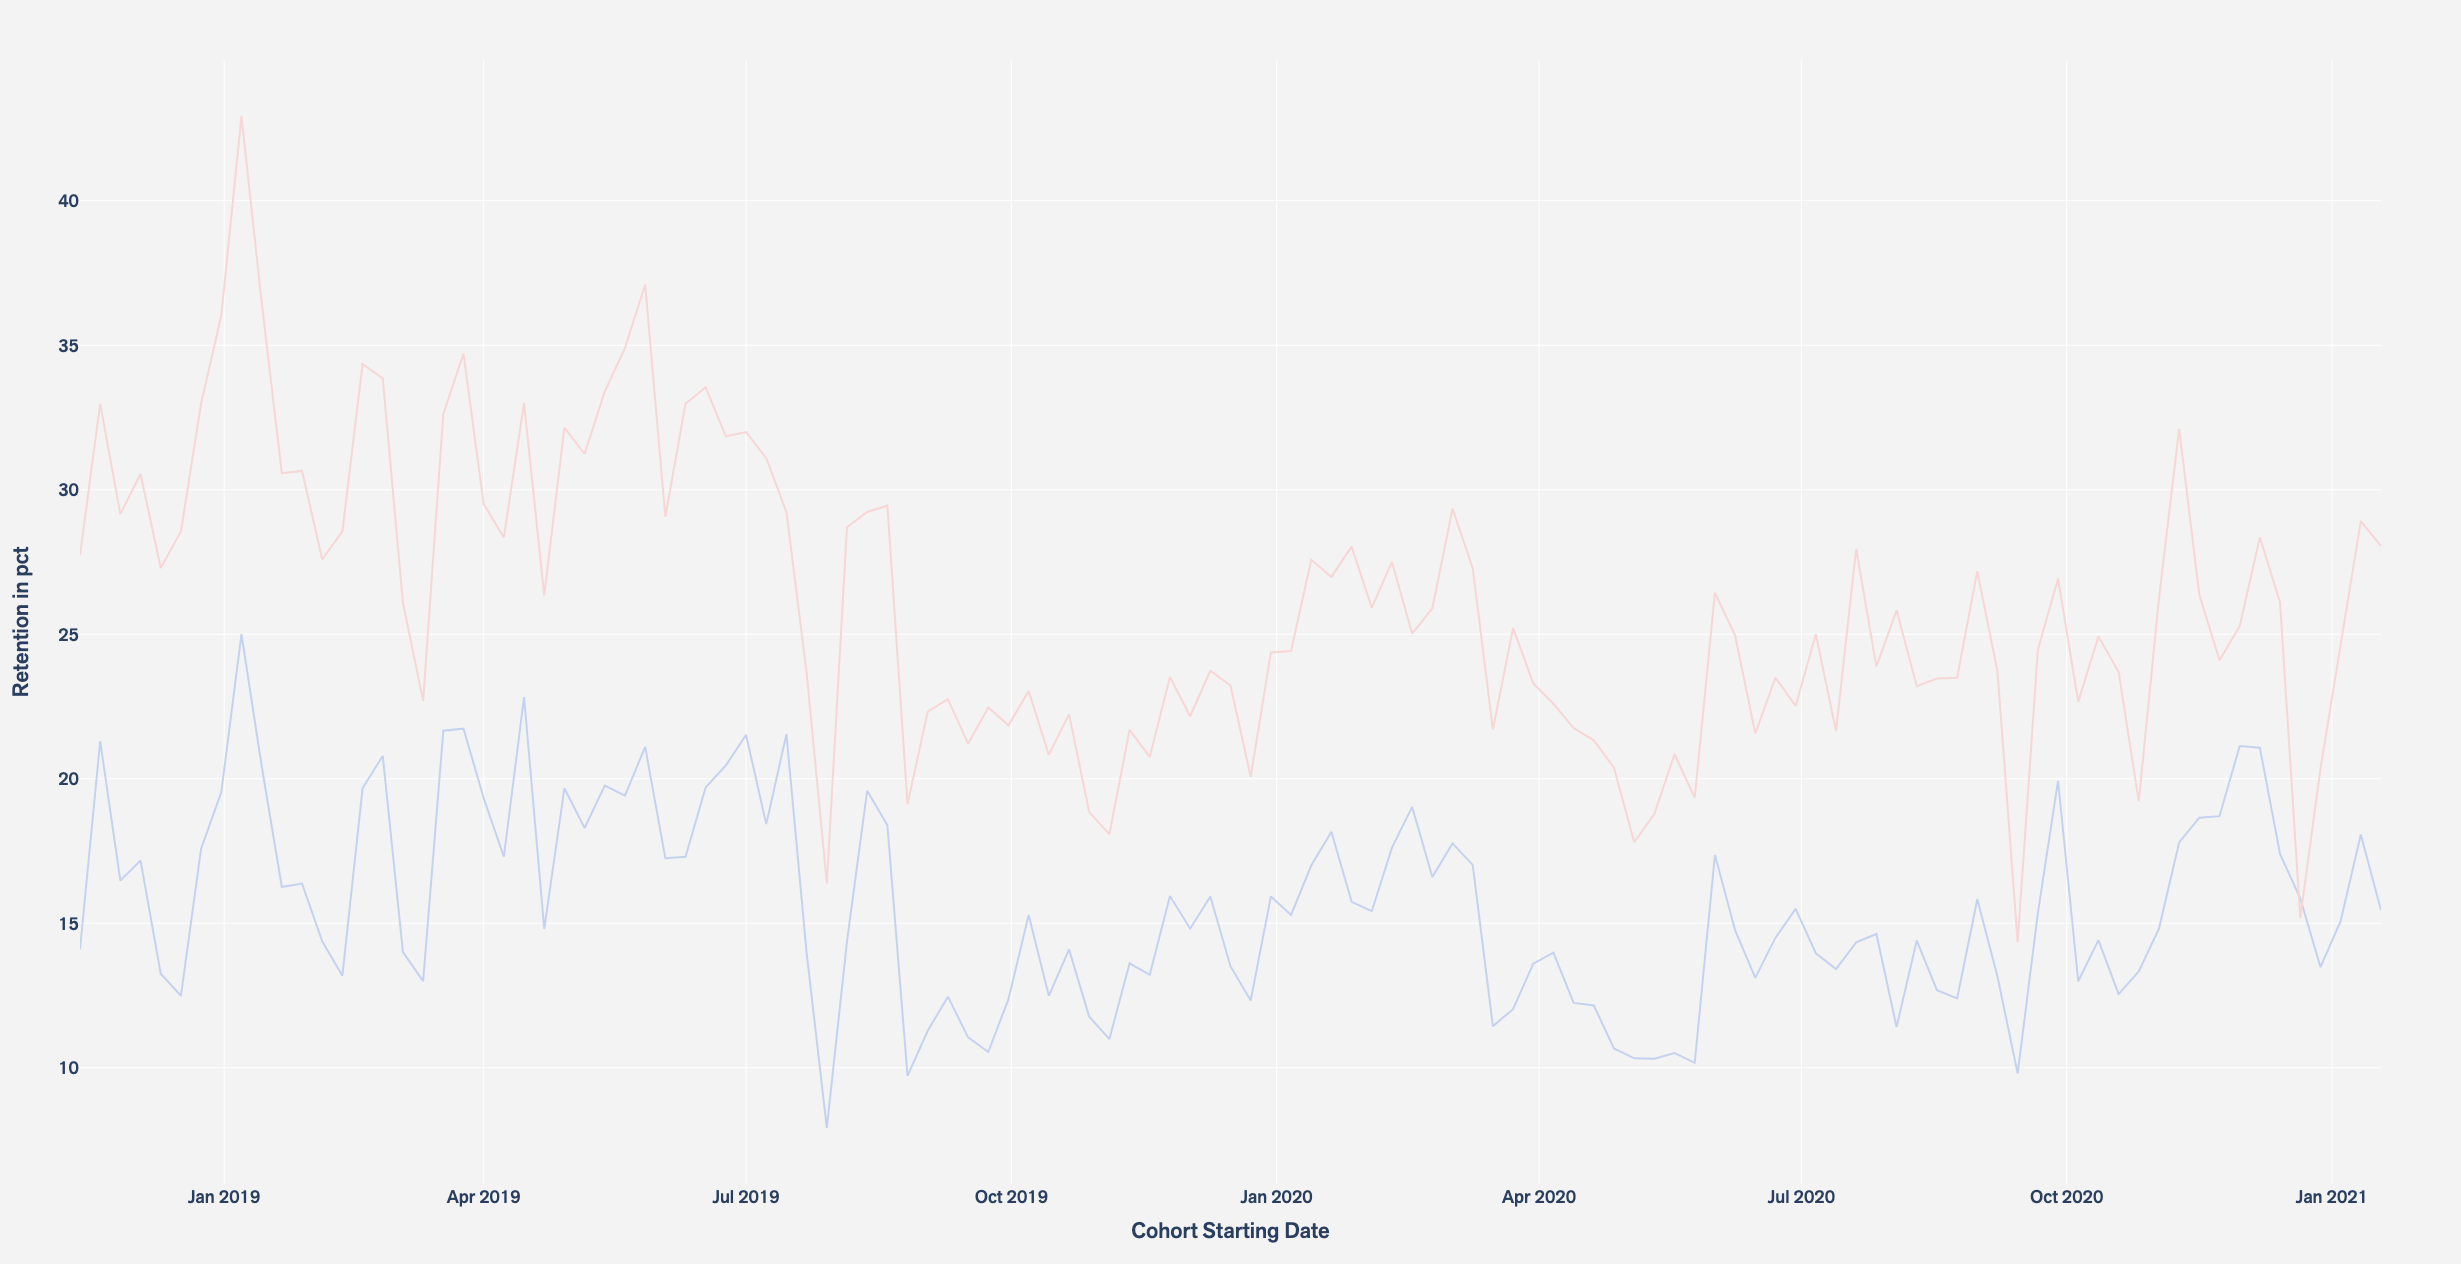 40
35
30
25
20
15
10
Retention in pct
Jan 2019
Apr 2019
Jul 2019
Oct 2019
Jan 2020
Apr 2020
Jul 2020
Oct 2020
Jan 2021
Cohort Starting Date